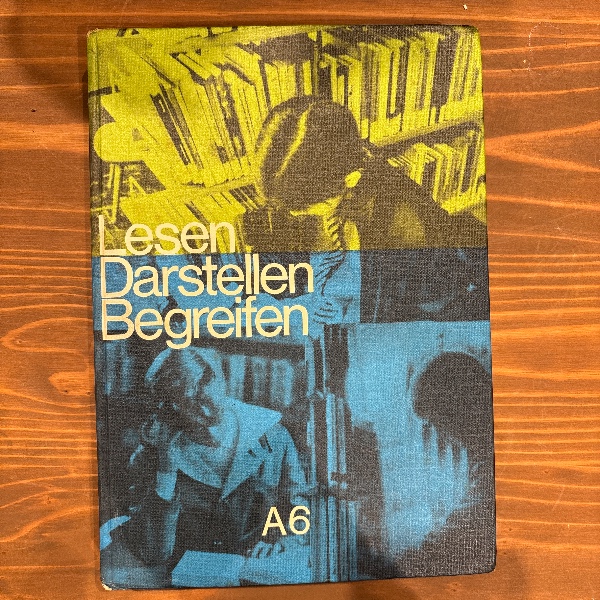 Lesen
Darstellen
Begreifen
A6